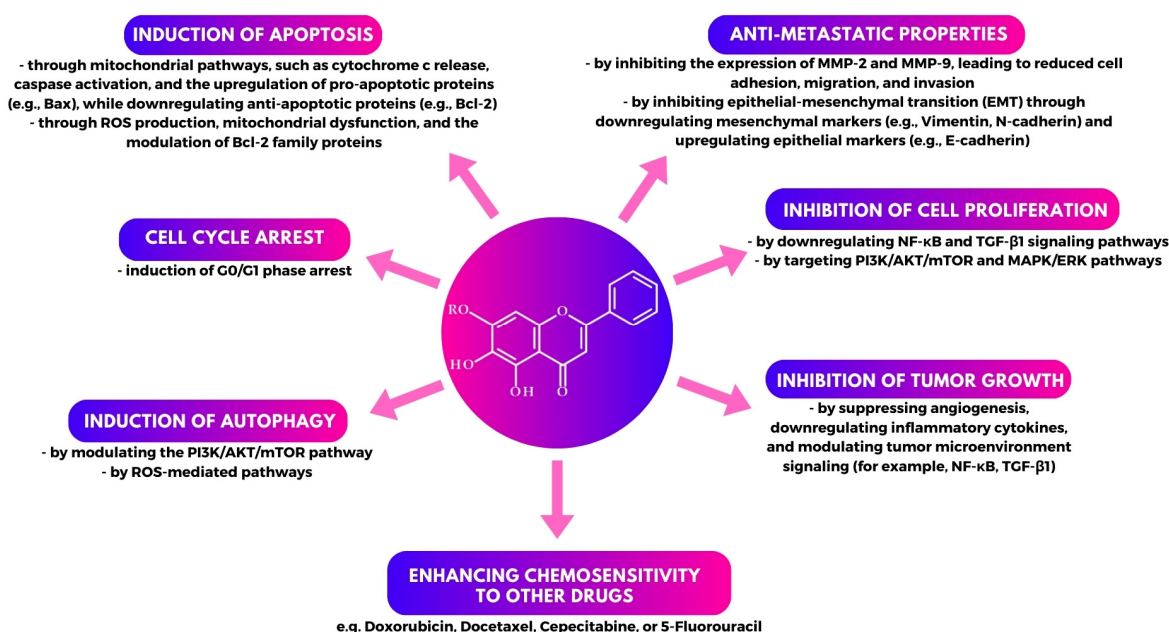 INDUCTION OF APOPTOSIS
- through mitochondrial pathways, such as cytochrome c release,
caspase activation, and the upregulation of pro-apoptotic proteins
(e.g., Bax), while downregulating anti-apoptotic proteins (e.g., Bcl-2)
- through ROS production, mitochondrial dysfunction, and the
modulation of Bcl-2 family proteins
ANTI-METASTATIC PROPERTIES
- by inhibiting the expression of MMP-2 and MMP-9, leading to reduced cell
adhesion, migration, and invasion
- by inhibiting epithelial-mesenchymal transition (EMT) through
downregulating mesenchymal markers (e.g., Vimentin, N-cadherin) and
upregulating epithelial markers (e.g., E-cadherin)
CELL CYCLE ARREST
- induction of G0/G1 phase arrest
INHIBITION OF CELL PROLIFERATION
- by downregulating NF-κB and TGF-β1 signaling pathways
- by targeting PI3K/AKT/mTOR and MAPK/ERK pathways
RO
O
HO
OH
O
INDUCTION OF AUTOPHAGY
- by modulating the PI3K/AKT/mTOR pathway
- by ROS-mediated pathways
INHIBITION OF TUMOR GROWTH
- by suppressing angiogenesis,
downregulating inflammatory cytokines,
and modulating tumor microenvironment
signaling (for example, NF-κB, TGF-β1)
ENHANCING CHEMOSENSITIVITY
TO OTHER DRUGS
e.g. Doxorubicin, Docetaxel, Cepecitabine, or 5-Fluorouracil